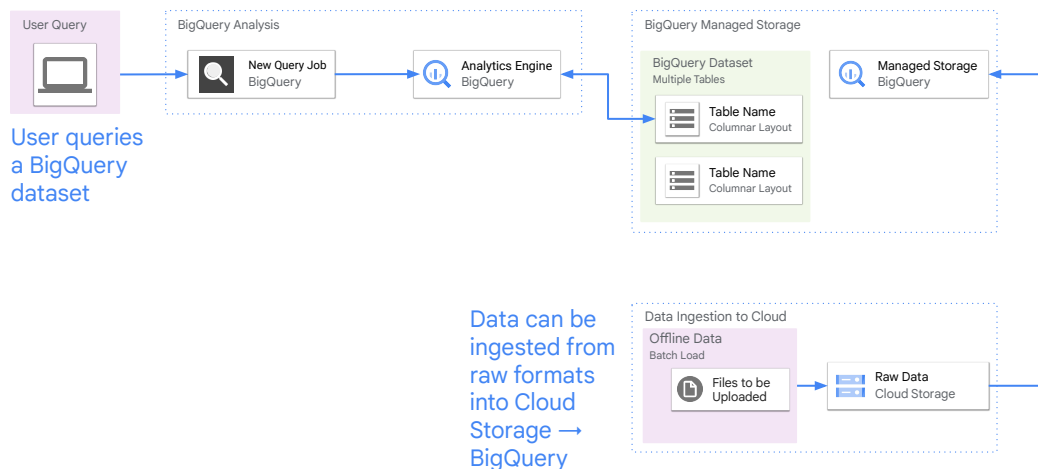 User Query
User queries
a BigQuery
dataset
BigQuery Analysis
New Query Job
BigQuery
Analytics Engine
BigQuery
BigQuery Managed Storage
BigQuery Dataset
Multiple Tables
Table Name
Columnar Layout
Table Name
Columnar Layout
Managed Storage
BigQuery
Data can be
ingested from
raw formats
into Cloud
Storage →
BigQuery
Data Ingestion to Cloud
Offline Data
Batch Load
Files to be
Uploaded
Raw Data
Cloud Storage